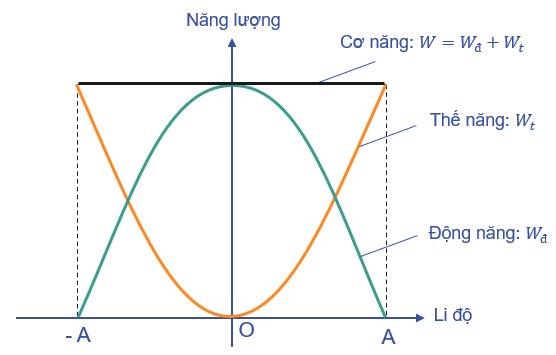 Năng lượng
Cơ năng: W = Wđ + Wt
Thế năng: Wt
Động năng: Wđ
Li độ
- A
O
A